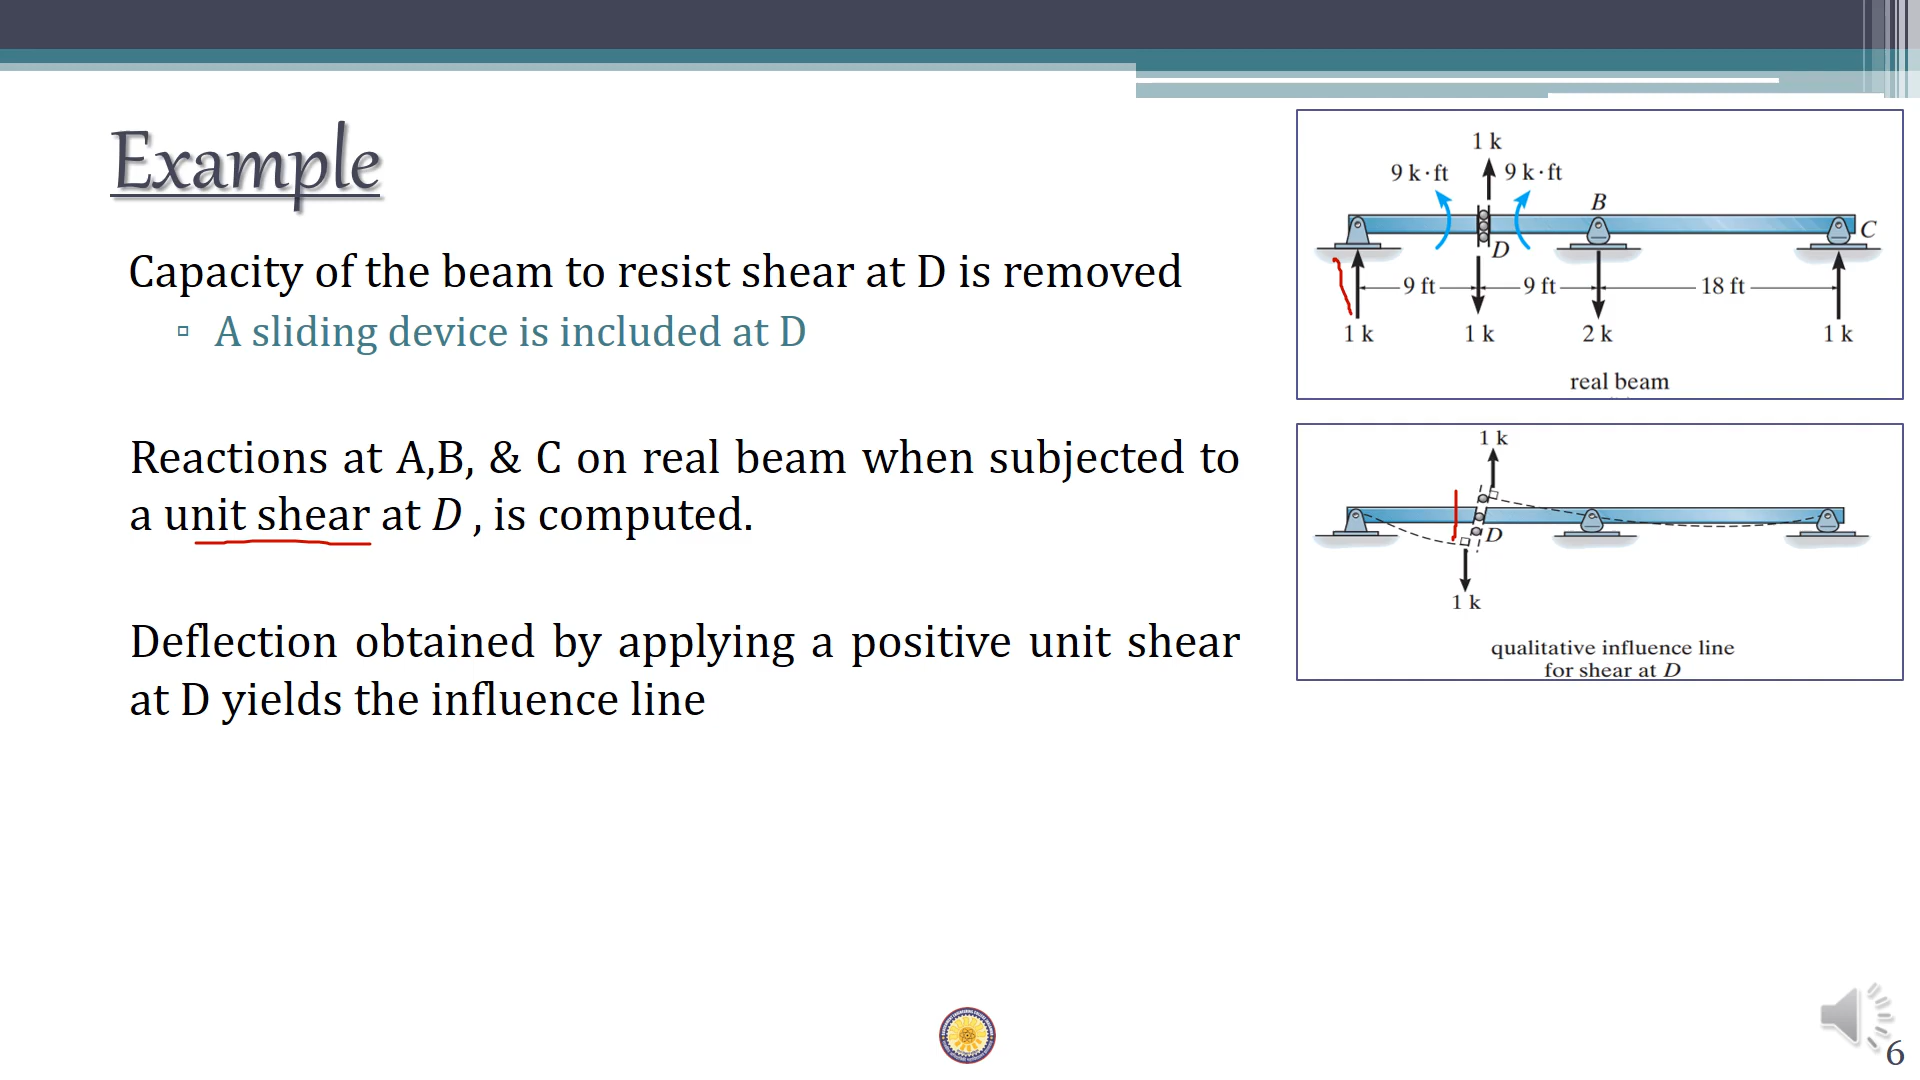 Example
Capacity of the beam to resist shear at D is removed
▫ A sliding device is included at D
Reactions at A,B, & C on real beam when subjected to
a unit shear at D , is computed.
Deflection obtained by applying a positive unit shear
at D yields the influence line
1 k
9 k·ft 9 k·ft
B
C
D
9 ft 9 ft 18 ft
1 k 1 k 2 k 1 k
real beam
1 k
D
1 k
qualitative influence line
for shear at D
6